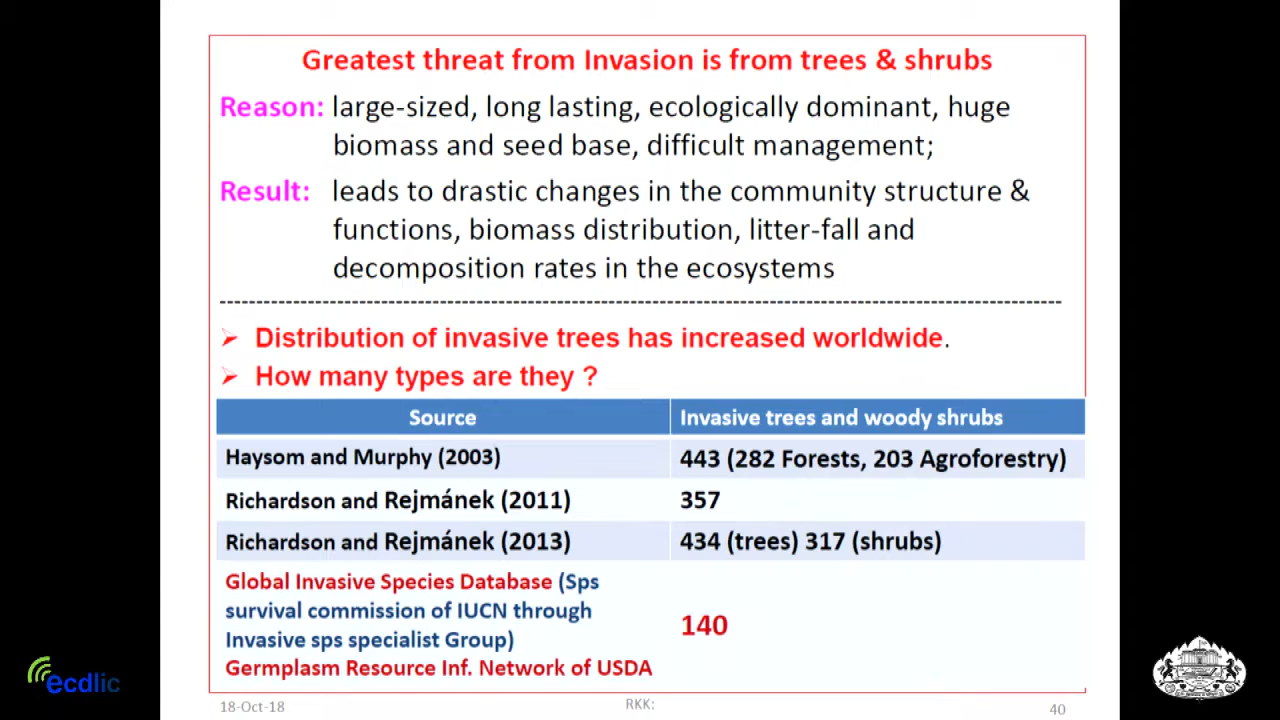 Greatest threat from Invasion is from trees & shrubs
Reason: large-sized, long lasting, ecologically dominant, huge
biomass and seed base, difficult management;
Result: leads to drastic changes in the community structure &
functions, biomass distribution, litter-fall and
decomposition rates in the ecosystems
Distribution of invasive trees has increased worldwide.
How many types are they ?
Source Invasive trees and woody shrubs
Haysom and Murphy (2003) 443 (282 Forests, 203 Agroforestry)
Richardson and Rejmánek (2011) 357
Richardson and Rejmánek (2013) 434 (trees) 317 (shrubs)
Global Invasive Species Database (Sps
survival commission of IUCN through
Invasive sps specialist Group)
Germplasm Resource Inf. Network of USDA
140
ecdlic
18-Oct-18 RKK: 40